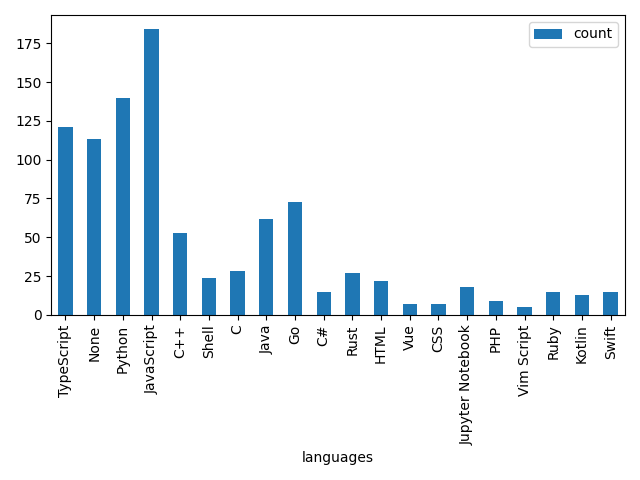 count
175
150
125
100
75
50
25
0
TypeScript
None
Python
JavaScript
C++
Shell
C
Java
Go
C#
Rust
HTML
Vue
CSS
Jupyter Notebook
PHP
Vim Script
Ruby
Kotlin
Swift
languages